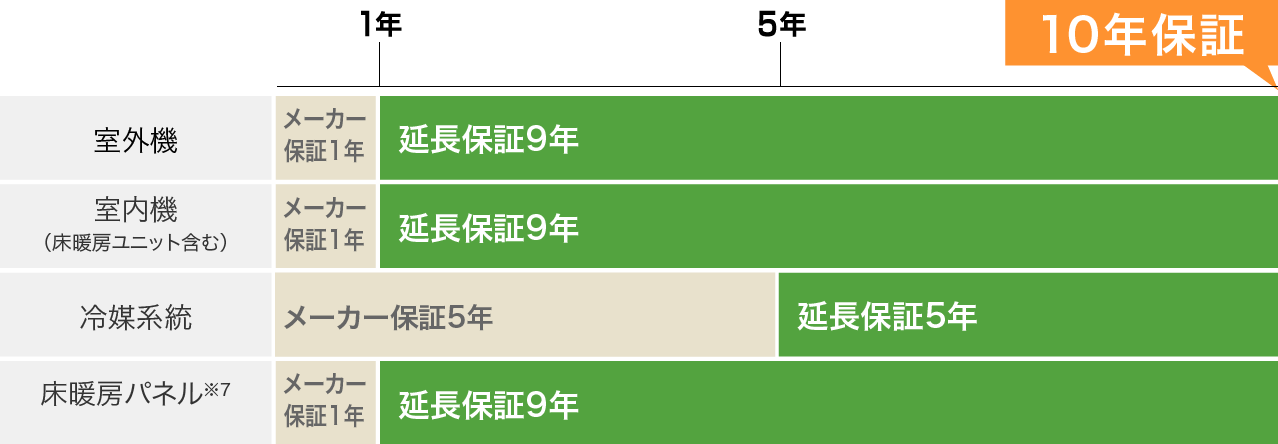 1年
5年
10年保証
室外機
メーカー
保証1年
延長保証9年
室内機
（床暖房ユニット含む）
メーカー
保証1年
延長保証9年
冷媒系統
メーカー保証5年
延長保証5年
床暖房パネル※7
メーカー
保証1年
延長保証9年